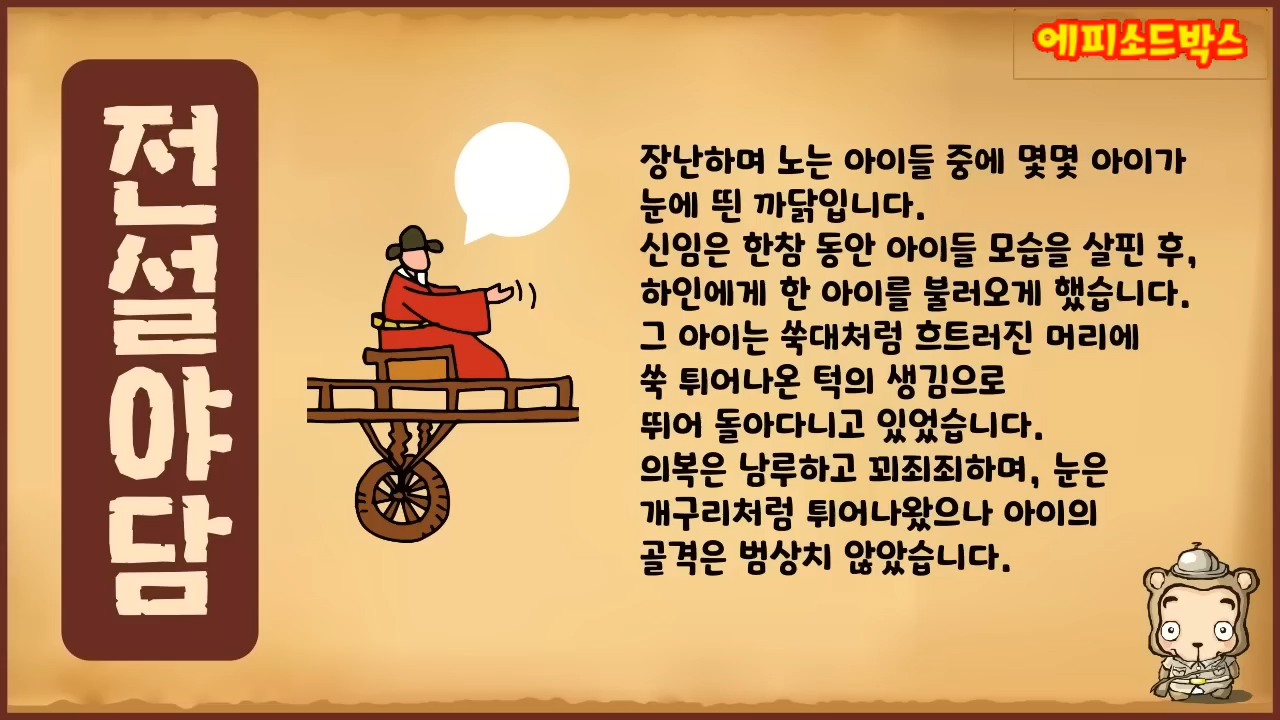 에피소드박스
전설야담
장난하며 노는 아이들 중에 몇몇 아이가
눈에 띈 까닭입니다.
신임은 한참 동안 아이들 모습을 살핀 후,
하인에게 한 아이를 불러오게 했습니다.
그 아이는 쑥대처럼 흐트러진 머리에
쑥 튀어나온 턱의 생김으로
뛰어 돌아다니고 있었습니다.
의복은 남루하고 꾀죄죄하며, 눈은
개구리처럼 튀어나왔으나 아이의
골격은 범상치 않았습니다.